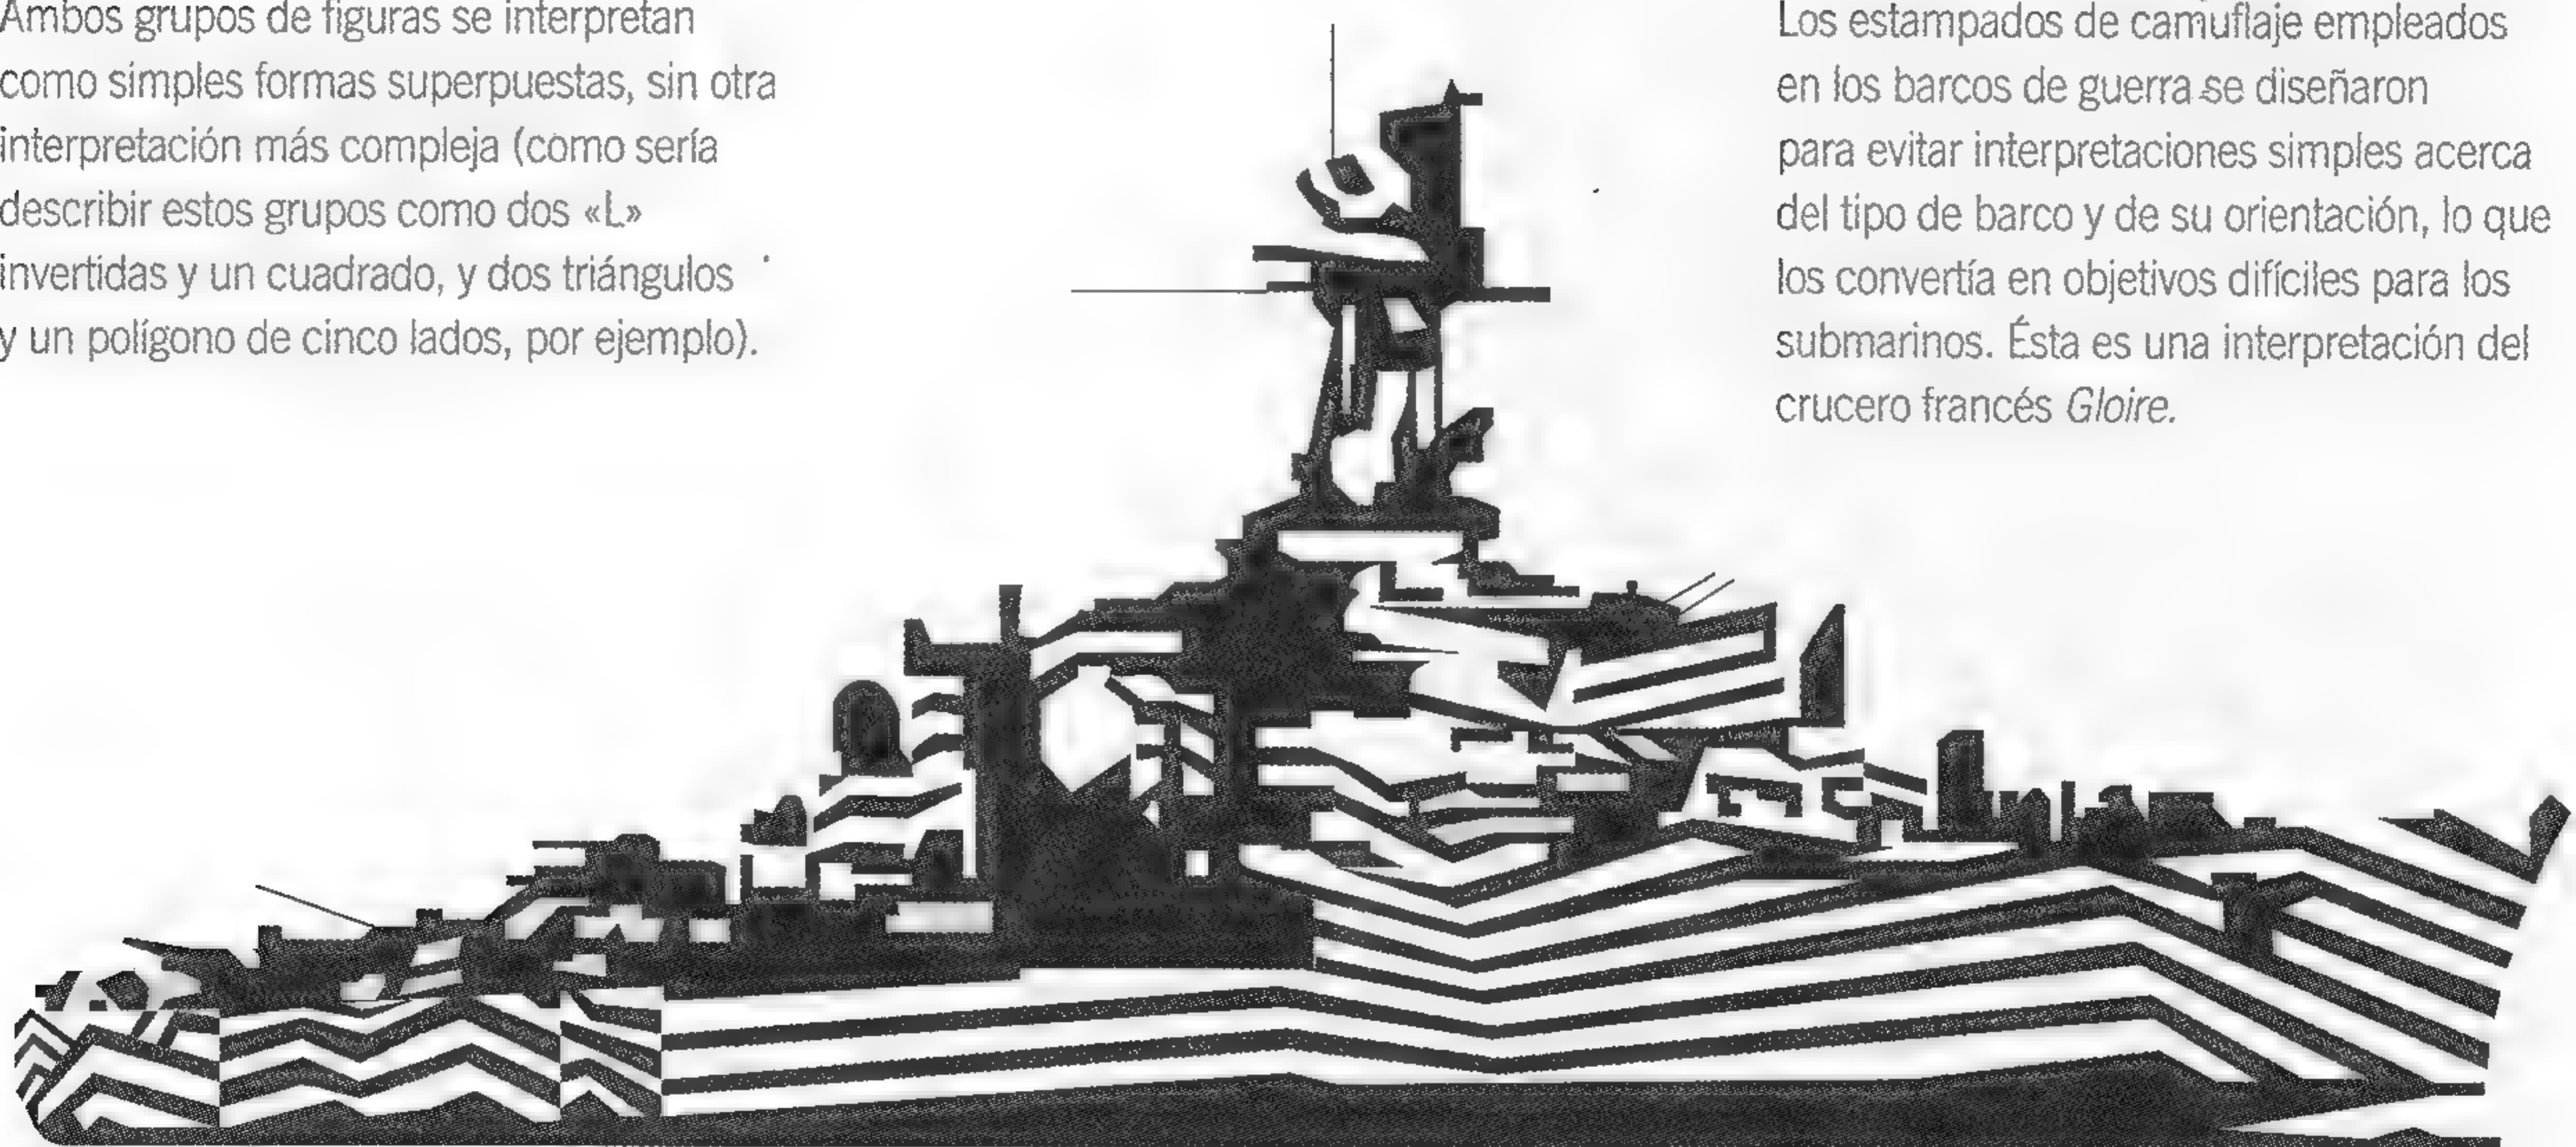 Ambos grupos de figuras se interpretan
como simples formas superpuestas, sin otra
interpretación más compleja (como sería
describir estos grupos como dos «L»
invertidas y un cuadrado, y dos triángulos
y un polígono de cinco lados, por ejemplo).
Los estampados de camuflaje empleados
en los barcos de guerra se diseñaron
para evitar interpretaciones simples acerca
del tipo de barco y de su orientación, lo que
los convertía en objetivos difíciles para los
submarinos. Ésta es una interpretación del
crucero francés Gloire.